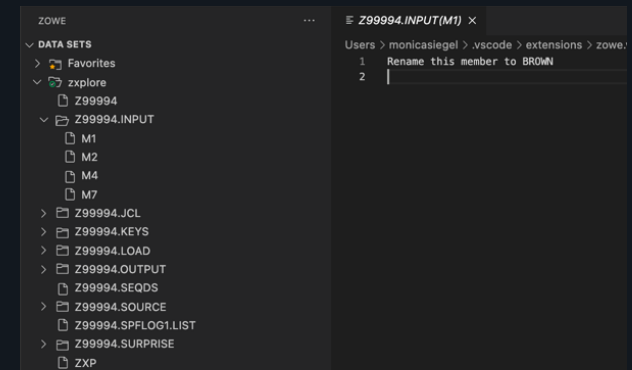 ZOWE
...
DATA SETS
Favorites
zxplore
Z99994
Z99994.INPUT
M1
M2
M4
M7
Z99994.JCL
Z99994.KEYS
Z99994.LOAD
Z99994.OUTPUT
Z99994.SEQDS
Z99994.SOURCE
Z99994.SPFLOG1.LIST
Z99994.SURPRISE
ZXP
Z99994.INPUT(M1) ×
Users > monicasiegel > .vscode > extensions > zowe.
1 Rename this member to BROWN
2